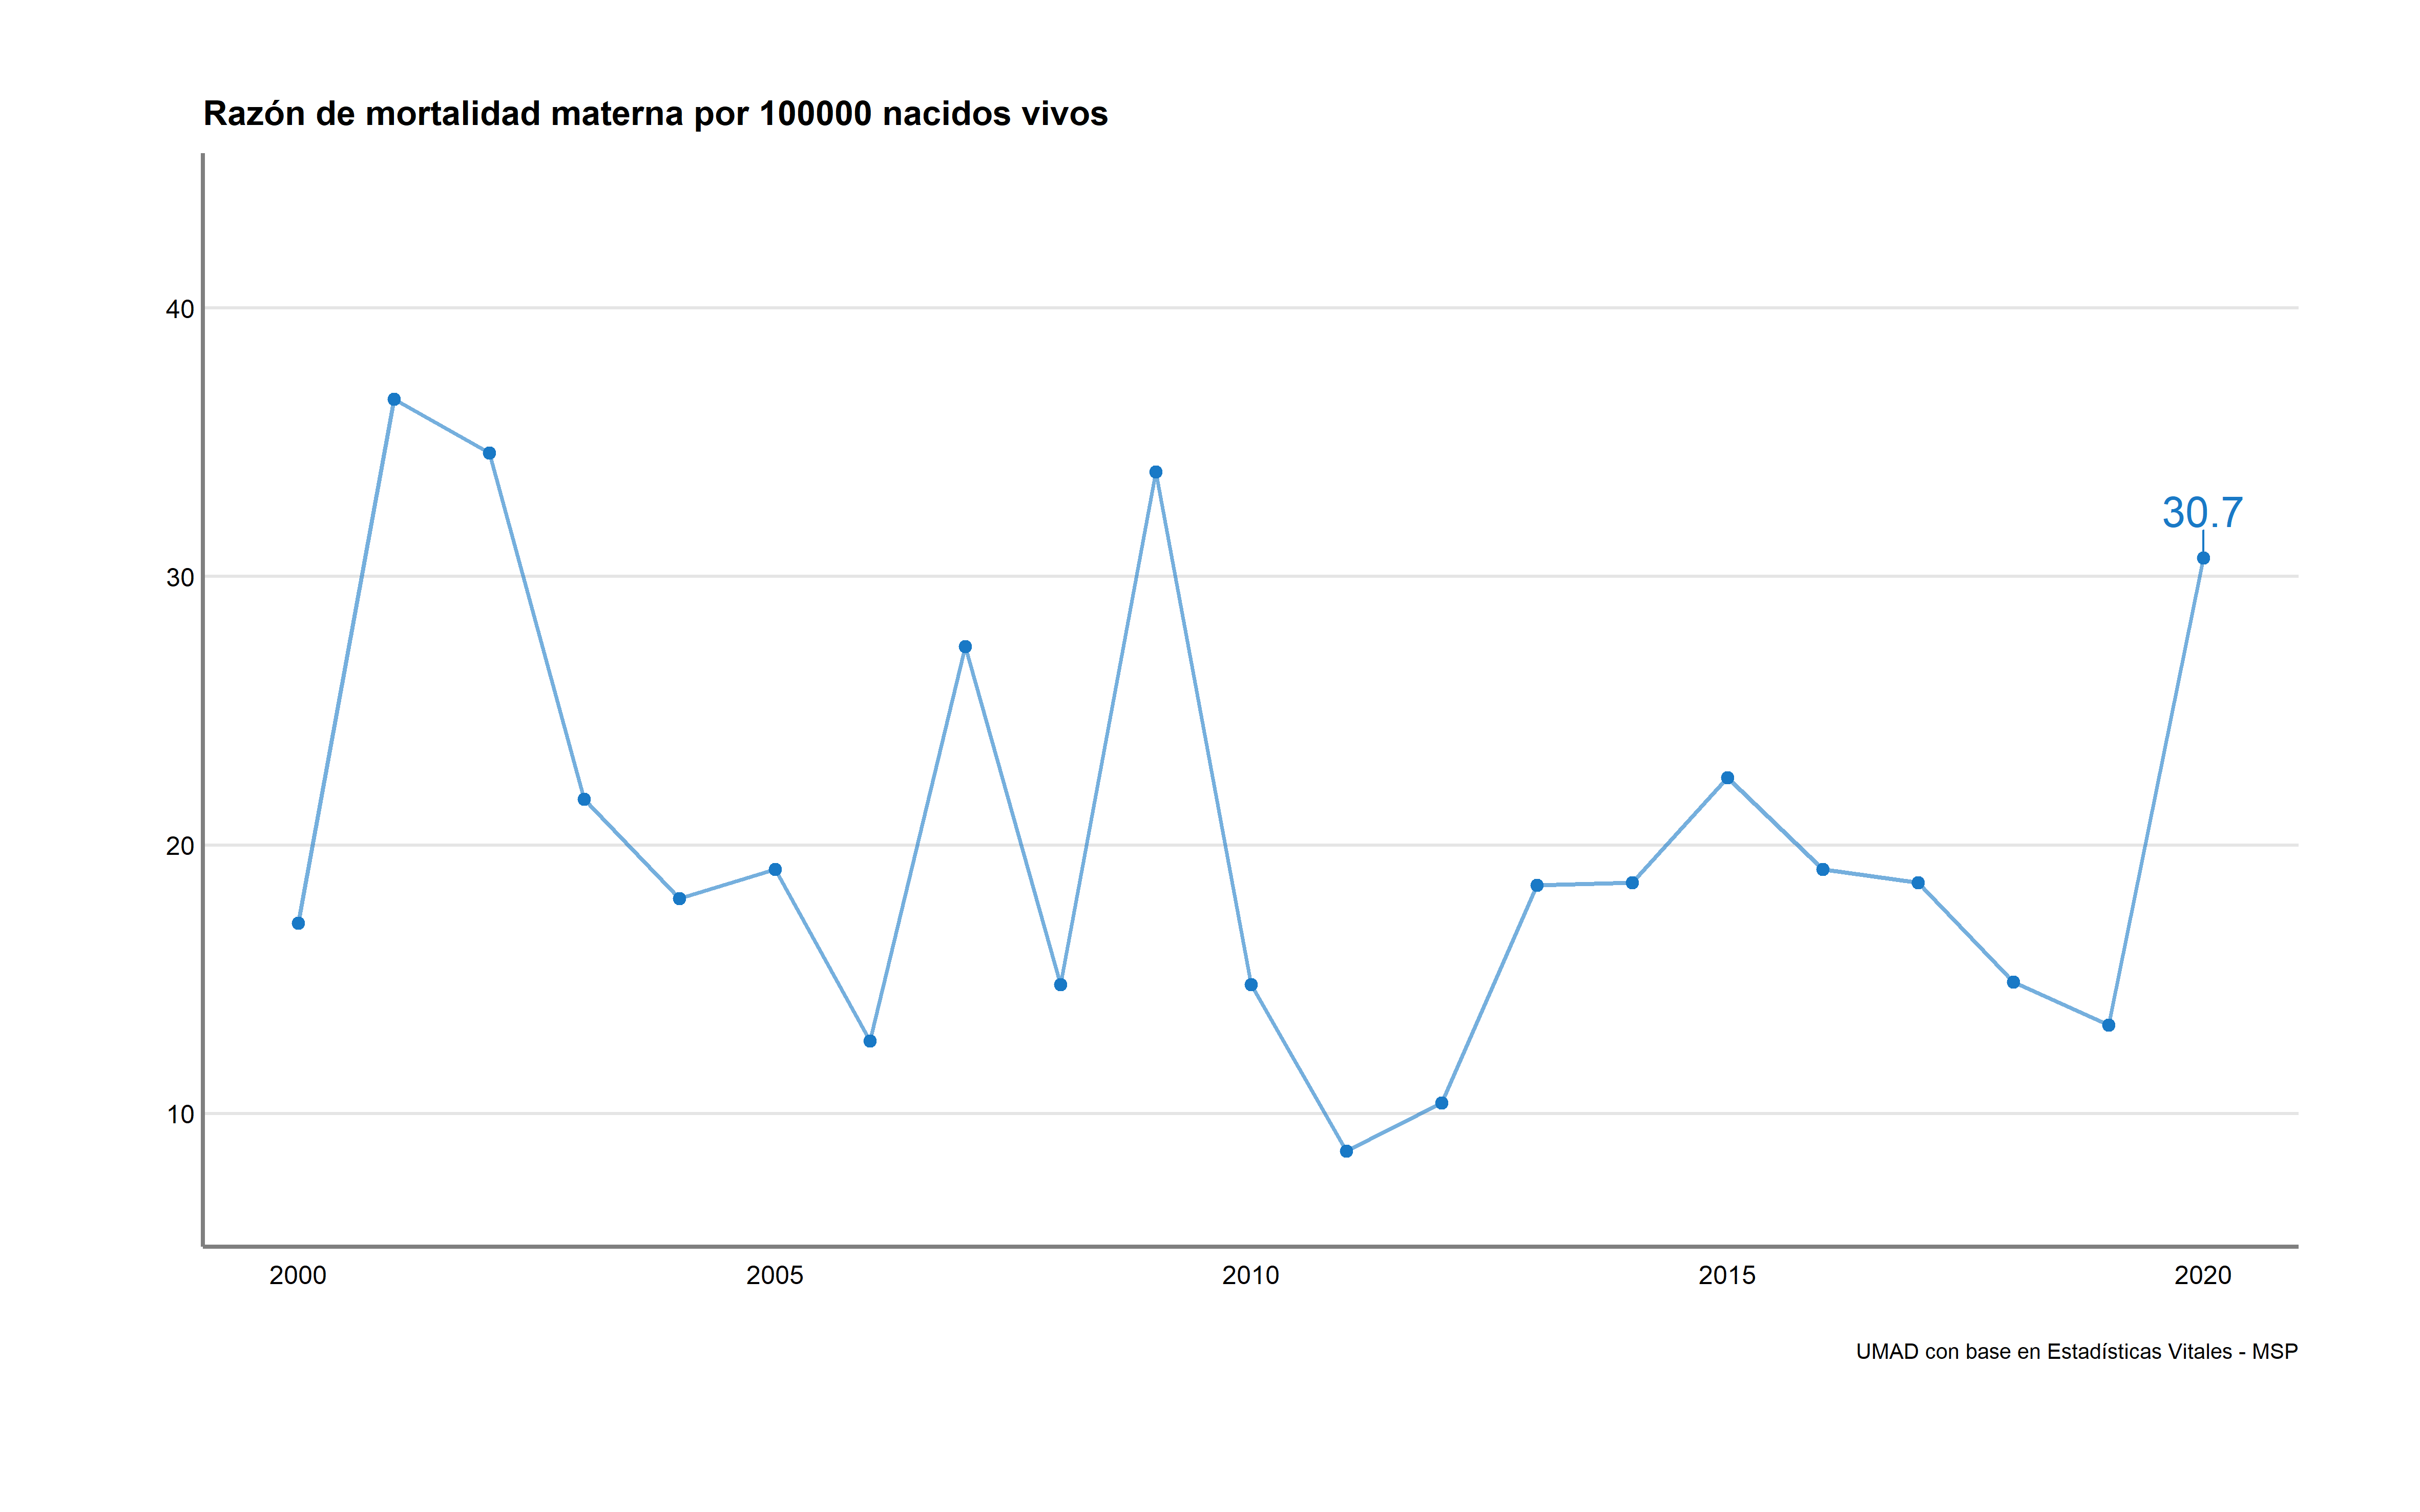 Razón de mortalidad materna por 100000 nacidos vivos
40
30
20
10
30.7
2000 2005 2010 2015 2020
UMAD con base en Estadísticas Vitales - MSP